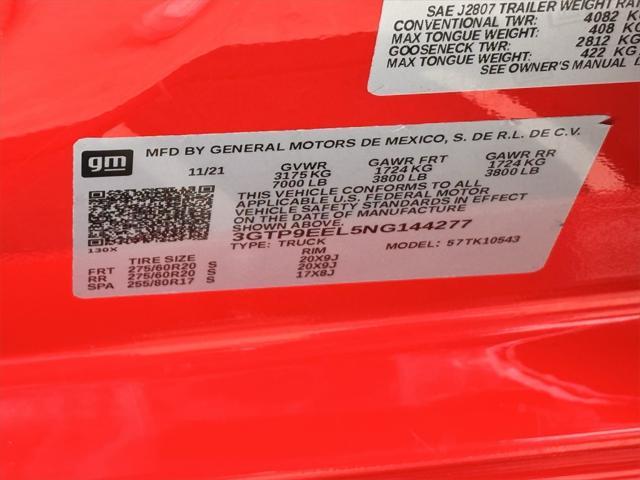 SAE J2807 TRAILER WEIGHT
CONVENTIONAL TWR: 4082 KG
MAX TONGUE WEIGHT: 408 KG
GOOSENECK TWR: 2812 KG
MAX TONGUE WEIGHT: 422 KG
SEE OWNER'S MANUAL
gm
MFD BY GENERAL MOTORS DE MEXICO, S. DE R.L. DE C.V.
11/21 GVWR GAWR FRT GAWR RR
3175 KG 1724 KG 1724 KG
7000 LB 3800 LB 3800 LB
THIS VEHICLE CONFORMS TO ALL
APPLICABLE U.S. FEDERAL MOTOR
VEHICLE SAFETY STANDARDS IN EFFECT
ON THE DATE OF MANUFACTURE
SHOWN ABOVE.
3GTP9EEL5NG144277
130X
TYPE: TRUCK MODEL: 57TK10543
TIRE SIZE RIM
FRT 275/60R20 S 20X9J
RR 275/60R20 S 20X9J
SPA 255/80R17 S 17X8J